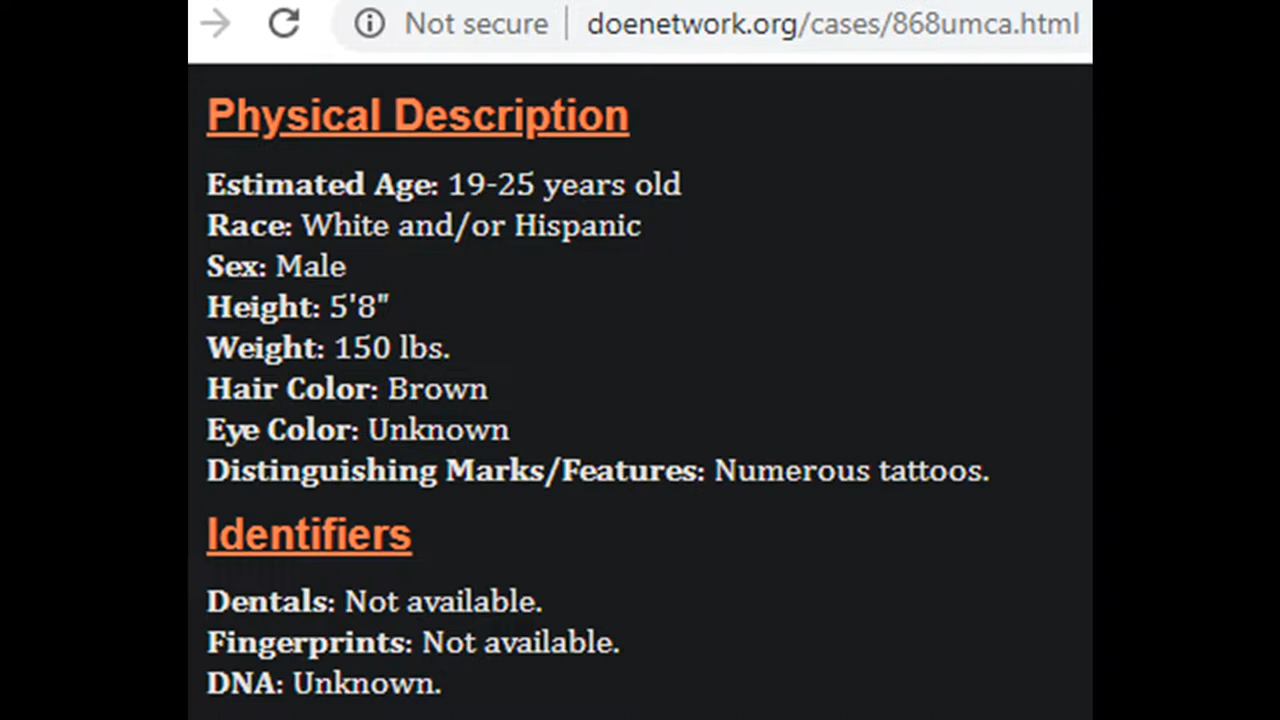 Not secure doenetwork.org/cases/868umca.html
Physical Description
Estimated Age: 19-25 years old
Race: White and/or Hispanic
Sex: Male
Height: 5'8"
Weight: 150 lbs.
Hair Color: Brown
Eye Color: Unknown
Distinguishing Marks/Features: Numerous tattoos.
Identifiers
Dentals: Not available.
Fingerprints: Not available.
DNA: Unknown.